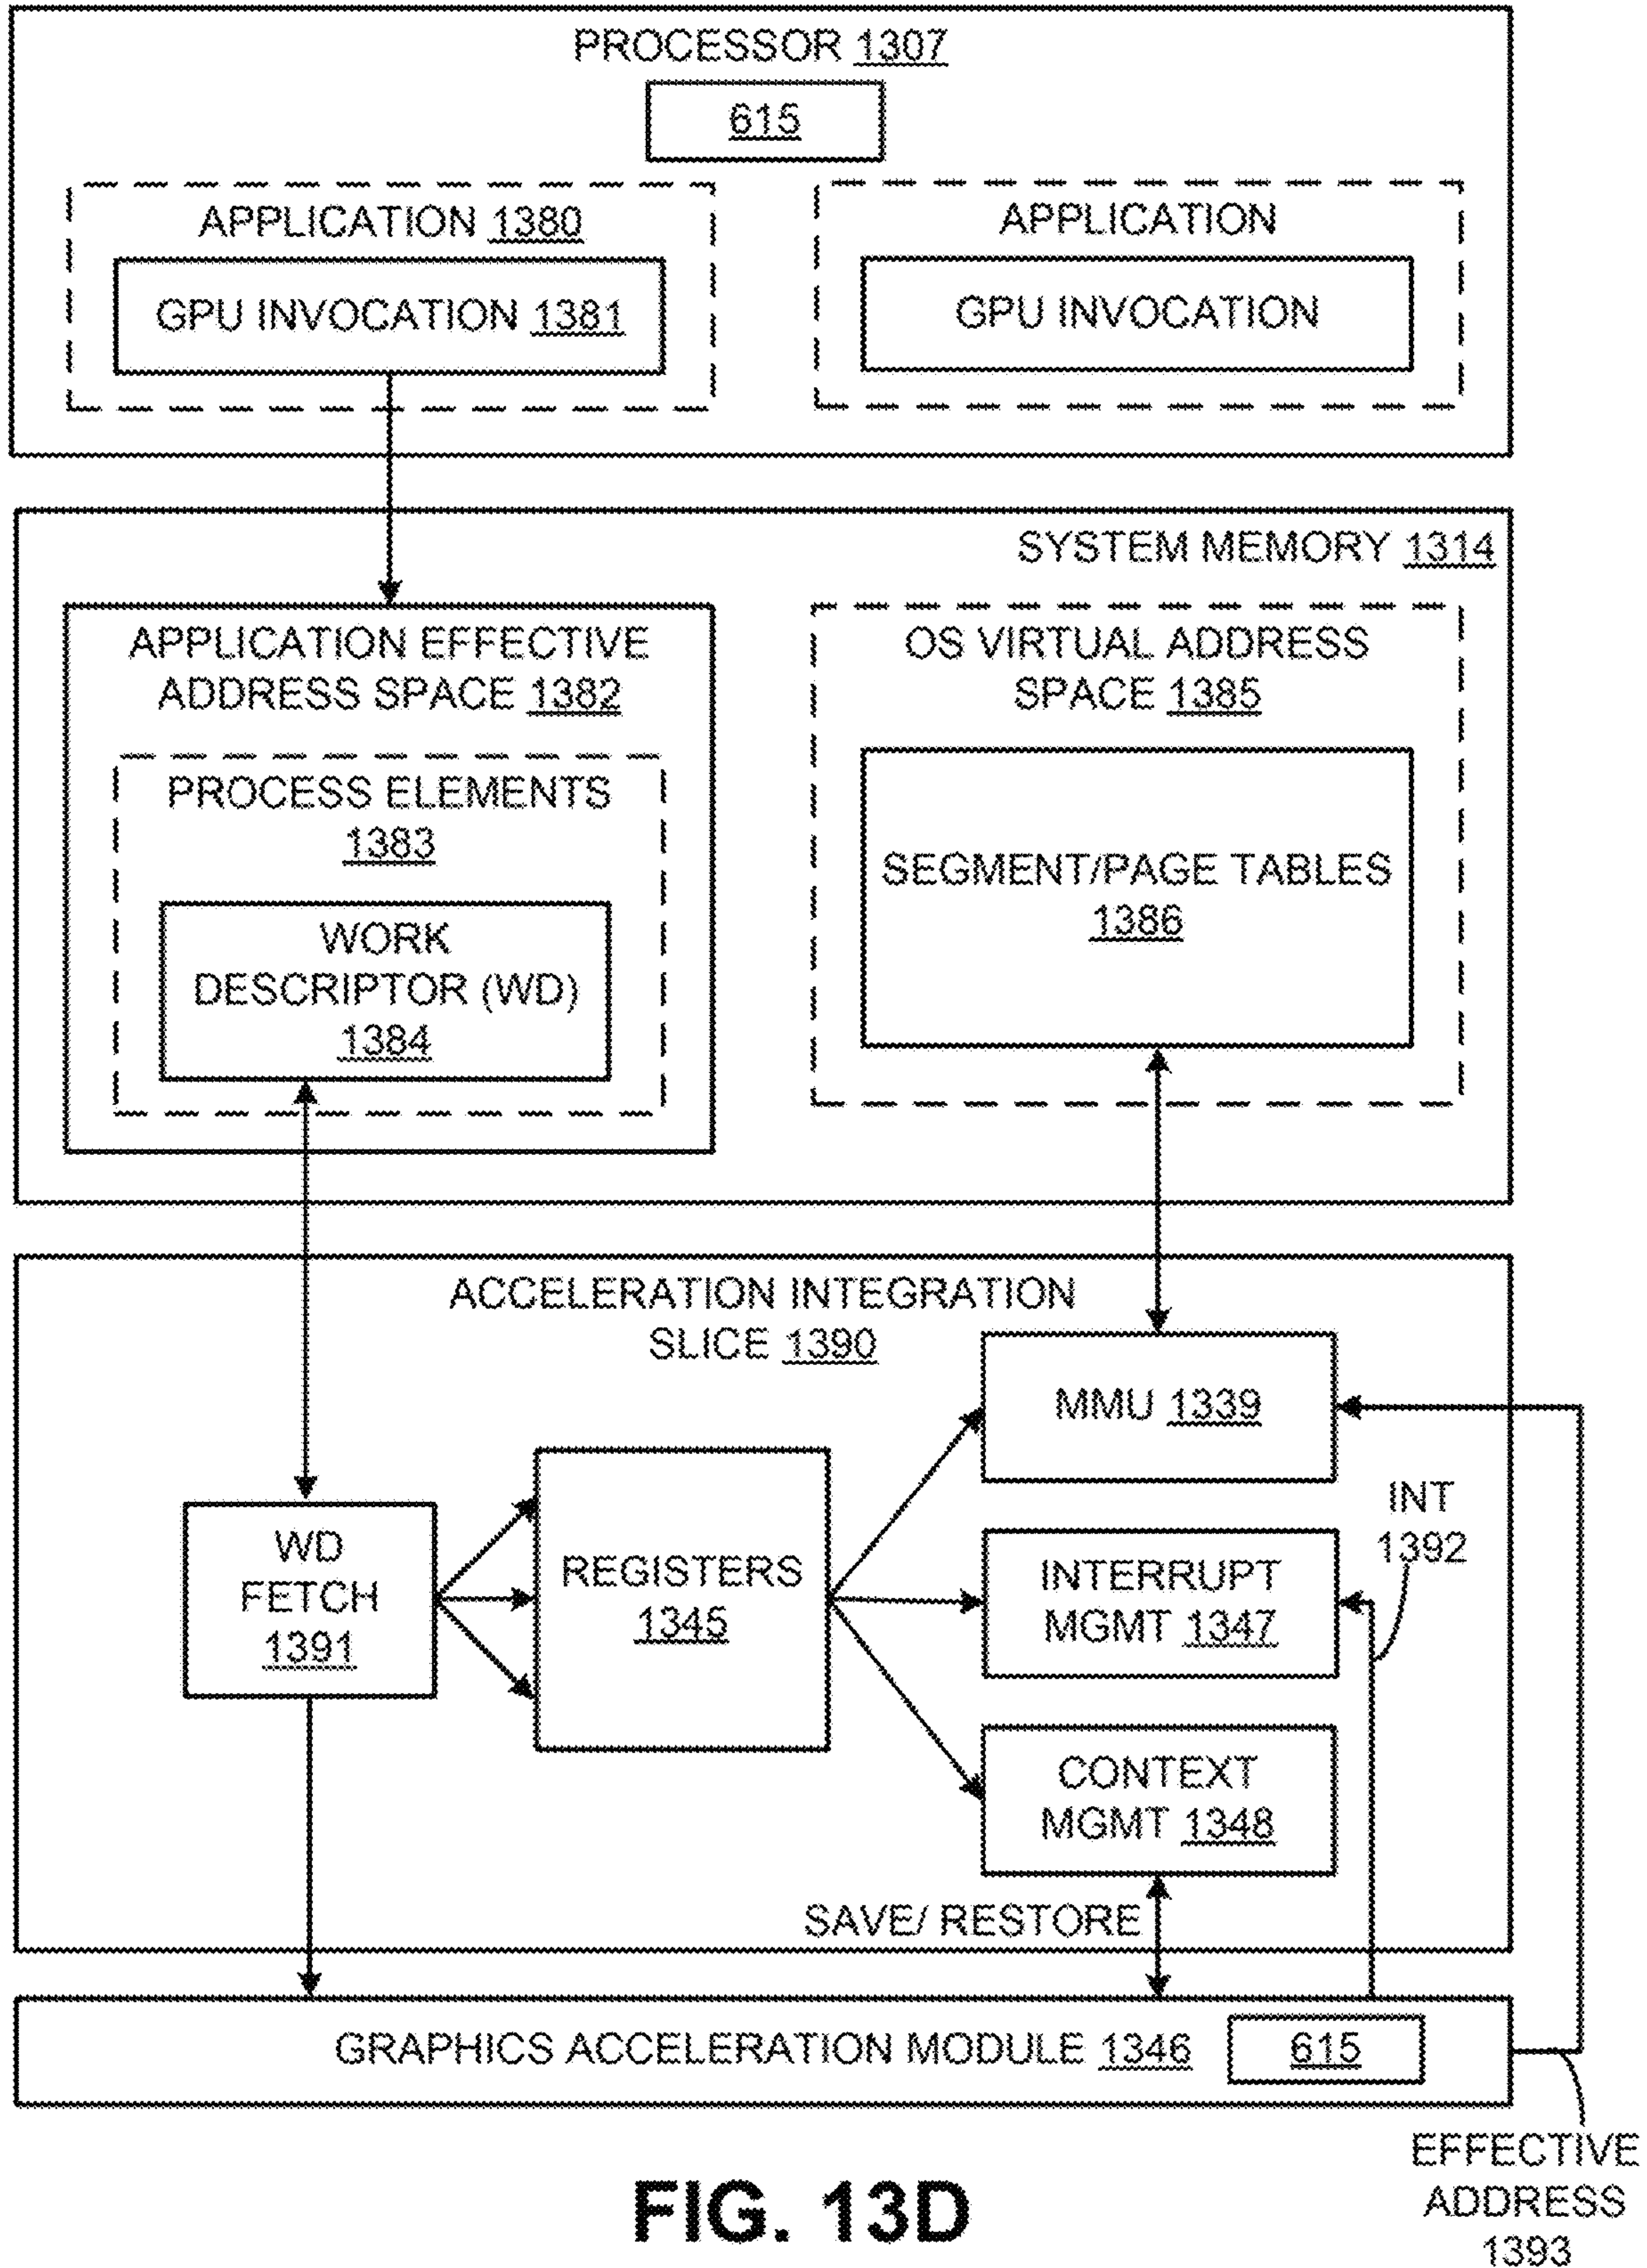 PROCESSOR 1307
615
APPLICATION 1380
GPU INVOCATION 1381
APPLICATION
GPU INVOCATION
SYSTEM MEMORY 1314
APPLICATION EFFECTIVE
ADDRESS SPACE 1382
PROCESS ELEMENTS
1383
WORK
DESCRIPTOR (WD)
1384
OS VIRTUAL ADDRESS
SPACE 1385
SEGMENT/PAGE TABLES
1386
ACCELERATION INTEGRATION
SLICE 1390
WD
FETCH
1391
REGISTERS
1345
MMU 1339
INT
1392
INTERRUPT
MGMT 1347
CONTEXT
MGMT 1348
SAVE/ RESTORE
GRAPHICS ACCELERATION MODULE 1346
615
EFFECTIVE
ADDRESS
1393
FIG. 13D